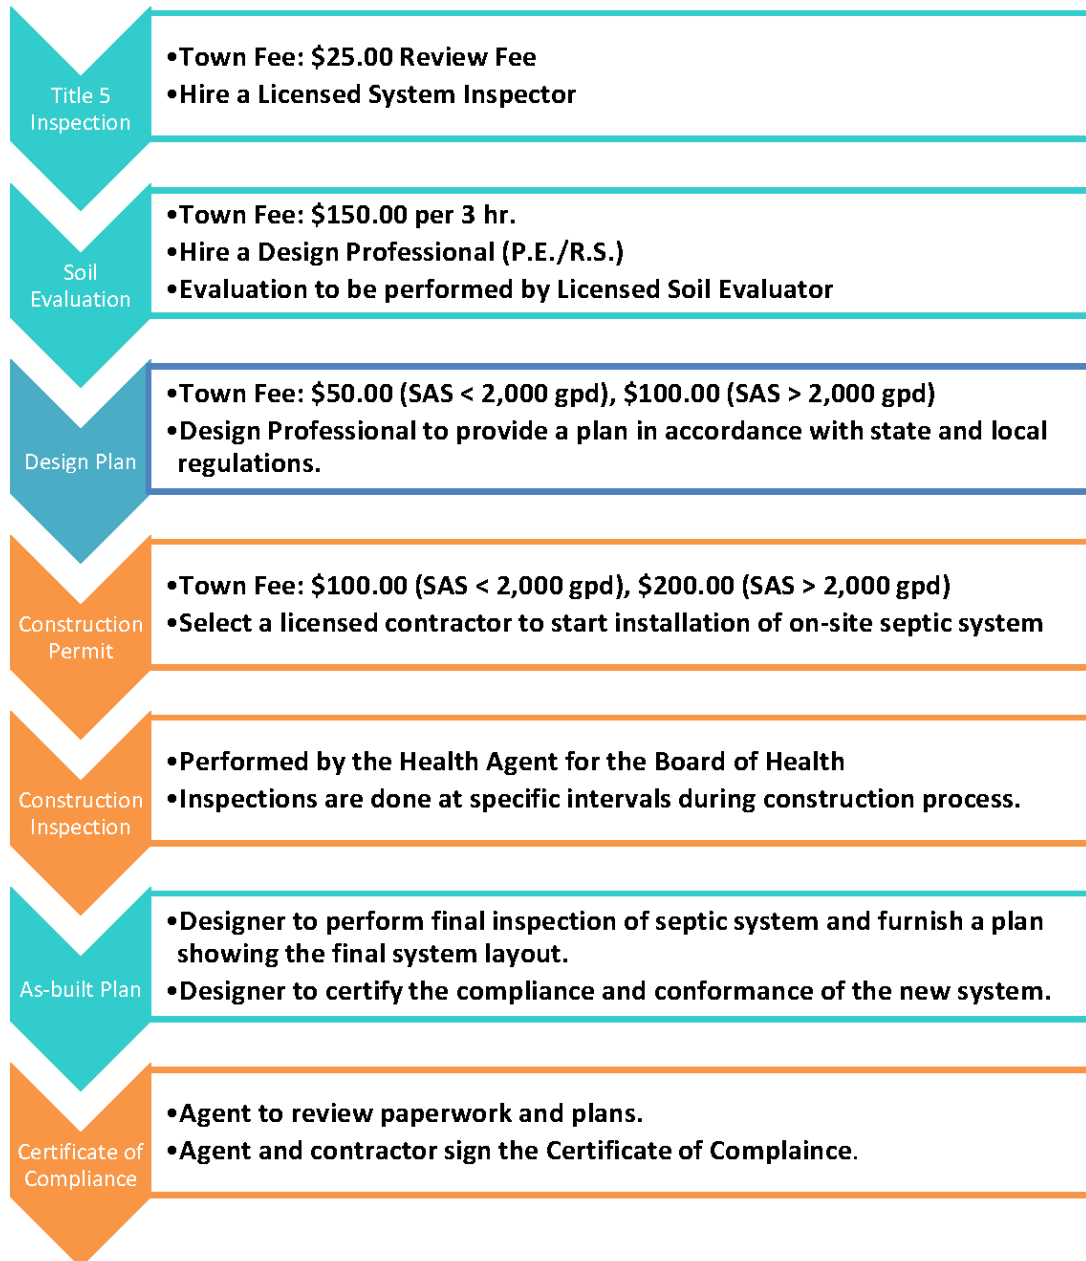 Title 5
Inspection
•Town Fee: $25.00 Review Fee
•Hire a Licensed System Inspector
Soil
Evaluation
•Town Fee: $150.00 per 3 hr.
•Hire a Design Professional (P.E./R.S.)
•Evaluation to be performed by Licensed Soil Evaluator
Design Plan
•Town Fee: $50.00 (SAS < 2,000 gpd), $100.00 (SAS > 2,000 gpd)
•Design Professional to provide a plan in accordance with state and local
regulations.
Construction
Permit
•Town Fee: $100.00 (SAS < 2,000 gpd), $200.00 (SAS > 2,000 gpd)
•Select a licensed contractor to start installation of on-site septic system
Construction
Inspection
•Performed by the Health Agent for the Board of Health
•Inspections are done at specific intervals during construction process.
As-built Plan
•Designer to perform final inspection of septic system and furnish a plan
showing the final system layout.
•Designer to certify the compliance and conformance of the new system.
Certificate of
Compliance
•Agent to review paperwork and plans.
•Agent and contractor sign the Certificate of Complaince.